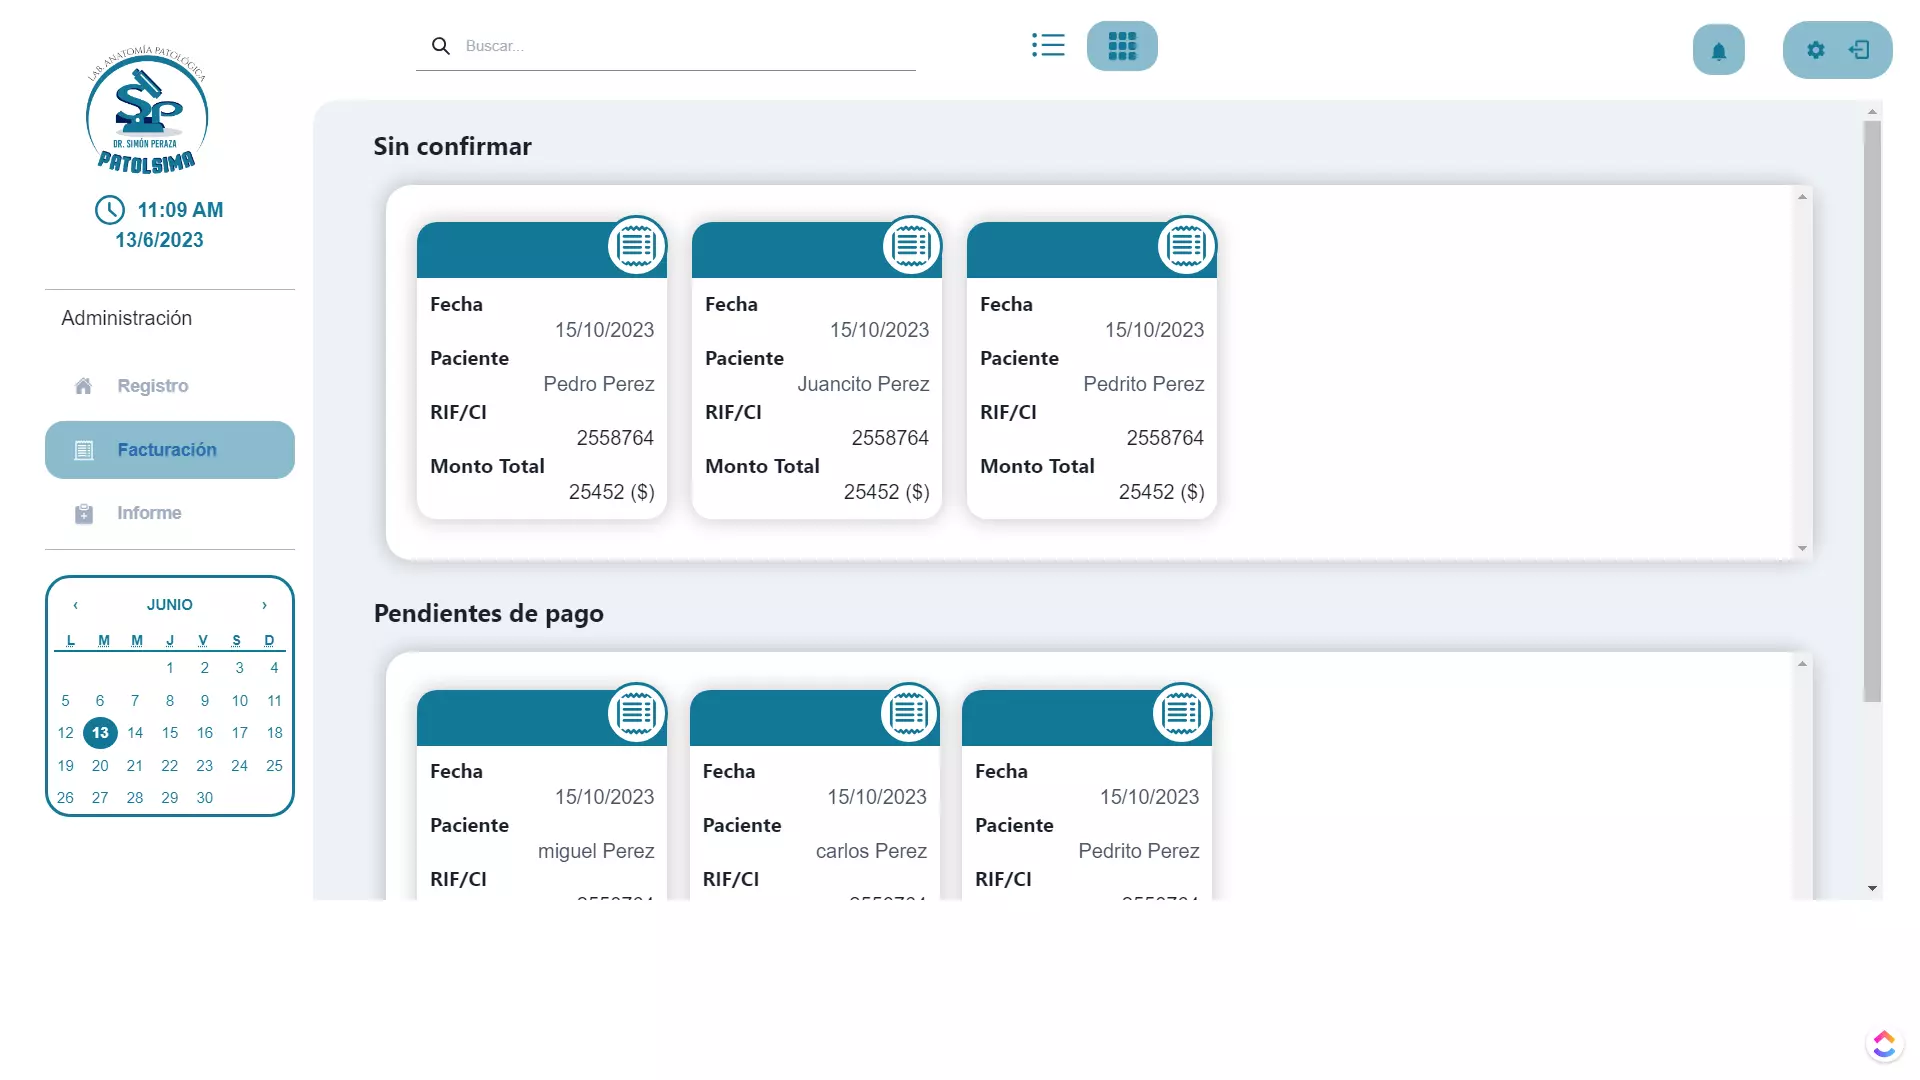 LAB. ANATOMÍA PATOLÓGICA
SP
DR. SIMÓN PERAZA
PATOLSIMA
11:09 AM
13/6/2023
Administración
Registro
Facturación
Informe
‹ JUNIO ›
L M M J V S D
1 2 3 4
5 6 7 8 9 10 11
12 13 14 15 16 17 18
19 20 21 22 23 24 25
26 27 28 29 30
Buscar...
Sin confirmar
Fecha
15/10/2023
Paciente
Pedro Perez
RIF/CI
2558764
Monto Total
25452 ($)
Fecha
15/10/2023
Paciente
Juancito Perez
RIF/CI
2558764
Monto Total
25452 ($)
Fecha
15/10/2023
Paciente
Pedrito Perez
RIF/CI
2558764
Monto Total
25452 ($)
Pendientes de pago
Fecha
15/10/2023
Paciente
miguel Perez
RIF/CI
Fecha
15/10/2023
Paciente
carlos Perez
RIF/CI
Fecha
15/10/2023
Paciente
Pedrito Perez
RIF/CI